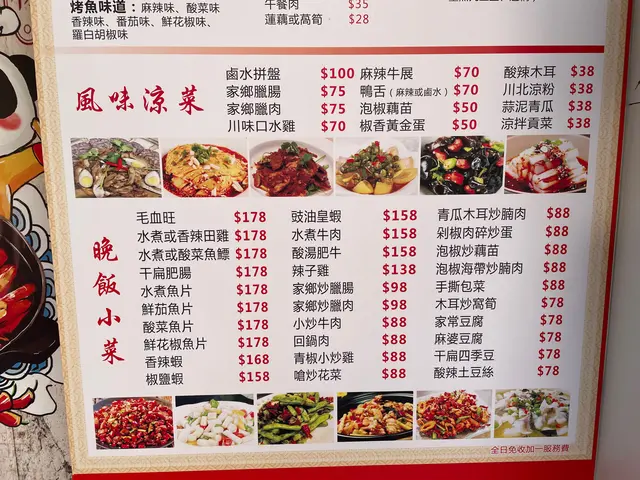 烤魚味道：麻辣味、酸菜味
香辣味、番茄味、鮮花椒味、
羅白胡椒味
午餐肉 $35
蓮藕或萵筍 $28
風味涼菜
鹵水拼盤 $100
家鄉臘腸 $75
家鄉臘肉 $75
川味口水雞 $70
麻辣牛展 $70
鴨舌（麻辣或鹵水） $70
泡椒藕苗 $50
椒香黃金蛋 $50
酸辣木耳 $38
川北涼粉 $38
蒜泥青瓜 $38
涼拌貢菜 $38
晚飯小菜
毛血旺 $178
水煮或香辣田雞 $178
水煮或酸菜魚鰾 $178
干扁肥腸 $178
水煮魚片 $178
鮮茄魚片 $178
酸菜魚片 $178
鮮花椒魚片 $178
香辣蝦 $168
椒鹽蝦 $158
豉油皇蝦 $158
水煮牛肉 $158
酸湯肥牛 $158
辣子雞 $138
家鄉炒臘腸 $98
家鄉炒臘肉 $98
小炒牛肉 $88
回鍋肉 $88
青椒小炒雞 $88
嗆炒花菜 $88
青瓜木耳炒腩肉 $88
剁椒肉碎炒蛋 $88
泡椒炒藕苗 $88
泡椒海帶炒腩肉 $88
手撕包菜 $88
木耳炒窩筍 $78
家常豆腐 $78
麻婆豆腐 $78
干扁四季豆 $78
酸辣土豆絲 $78
全日免收加一服務費